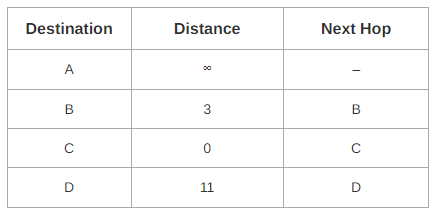 Destination Distance Next Hop
A ∞ –
B 3 B
C 0 C
D 11 D